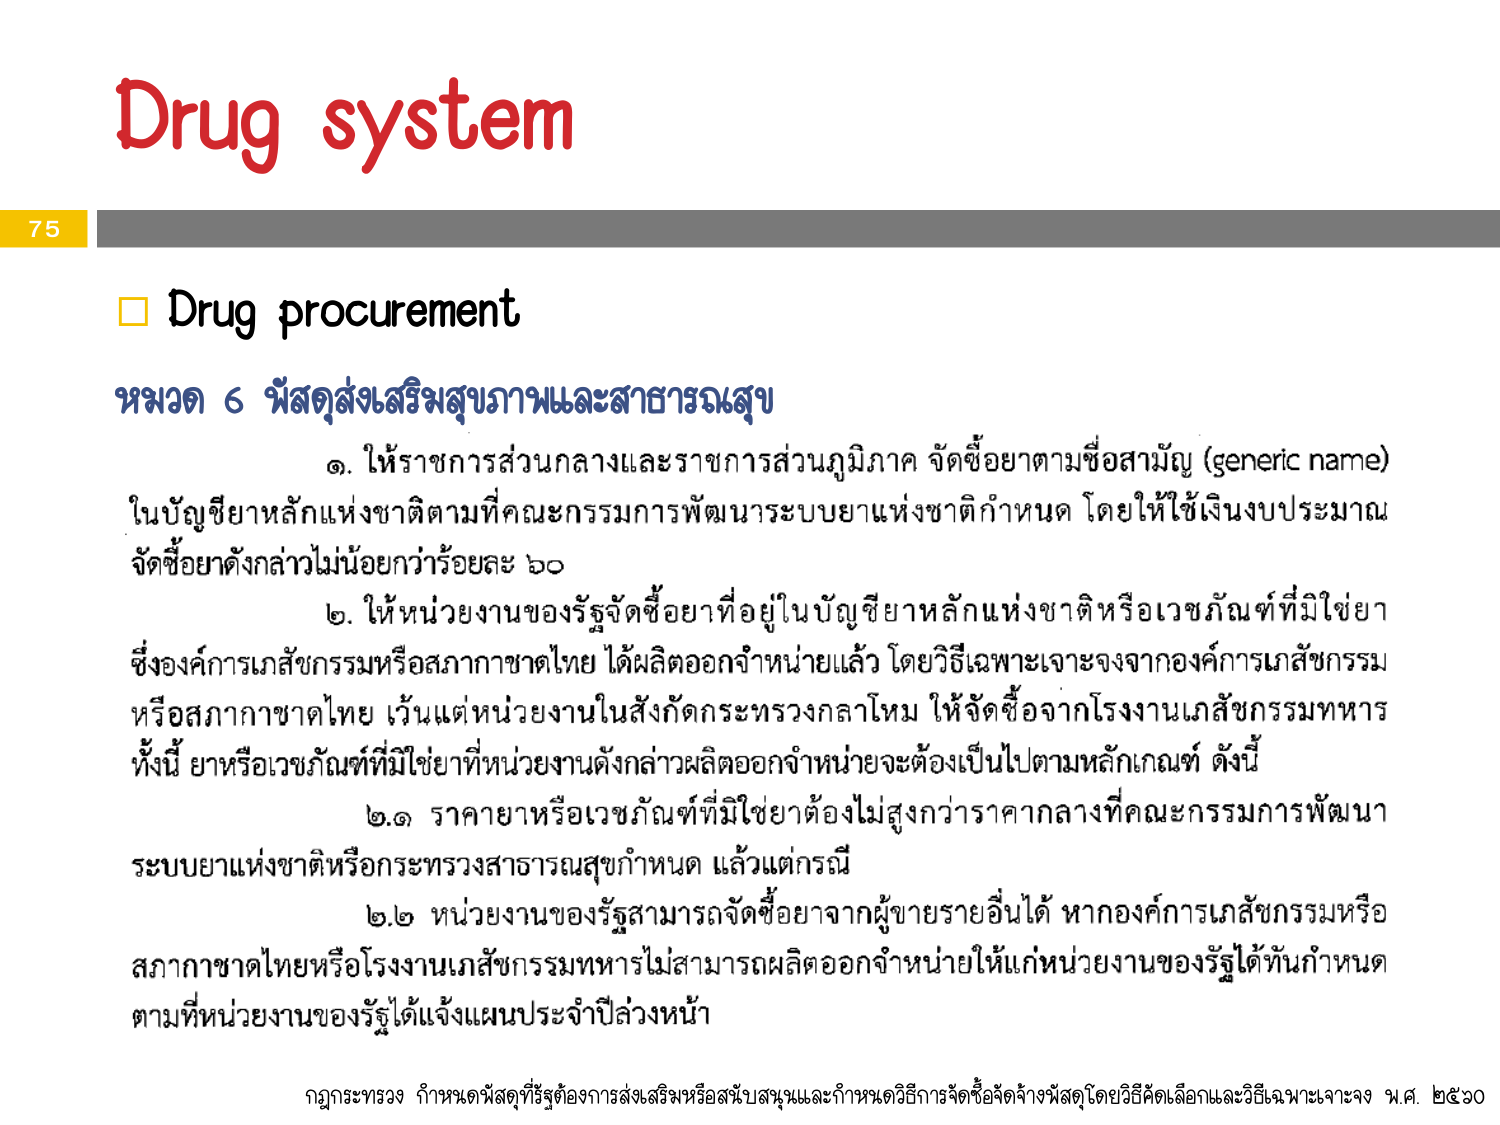 Drug system
75
Drug procurement
หมวด 6 พัสดุส่งเสริมสุขภาพและสาธารณสุข
๑. ให้ราชการส่วนกลางและราชการส่วนภูมิภาค จัดซื้อยาตามชื่อสามัญ (generic name)
ในบัญชียาหลักแห่งชาติตามที่คณะกรรมการพัฒนาระบบยาแห่งชาติกำหนด โดยให้ใช้เงินงบประมาณ
จัดซื้อยาดังกล่าวไม่น้อยกว่าร้อยละ ๖๐
๒. ให้หน่วยงานของรัฐจัดซื้อยาที่อยู่ในบัญชียาหลักแห่งชาติหรือเวชภัณฑ์ที่มิใช่ยา
ซึ่งองค์การเภสัชกรรมหรือสภากาชาดไทย ได้ผลิตออกจำหน่ายแล้ว โดยวิธีเฉพาะเจาะจงจากองค์การเภสัชกรรม
หรือสภากาชาดไทย เว้นแต่หน่วยงานในสังกัดกระทรวงกลาโหม ให้จัดซื้อจากโรงงานเภสัชกรรมทหาร
ทั้งนี้ ยาหรือเวชภัณฑ์ที่มิใช่ยาที่หน่วยงานดังกล่าวผลิตออกจำหน่ายจะต้องเป็นไปตามหลักเกณฑ์ ดังนี้
๒.๑ ราคายาหรือเวชภัณฑ์ที่มิใช่ยาต้องไม่สูงกว่าราคากลางที่คณะกรรมการพัฒนา
ระบบยาแห่งชาติหรือกระทรวงสาธารณสุขกำหนด แล้วแต่กรณี
๒.๒ หน่วยงานของรัฐสามารถจัดซื้อยาจากผู้ขายรายอื่นได้ หากองค์การเภสัชกรรมหรือ
สภากาชาดไทยหรือโรงงานเภสัชกรรมทหารไม่สามารถผลิตออกจำหน่ายให้แก่หน่วยงานของรัฐได้ทันกำหนด
ตามที่หน่วยงานของรัฐได้แจ้งแผนประจำปีล่วงหน้า
กฎกระทรวง กำหนดพัสดุที่รัฐต้องการส่งเสริมหรือสนับสนุนและกำหนดวิธีการจัดซื้อจัดจ้างพัสดุโดยวิธีคัดเลือกและวิธีเฉพาะเจาะจง พ.ศ. ๒๕๖๐